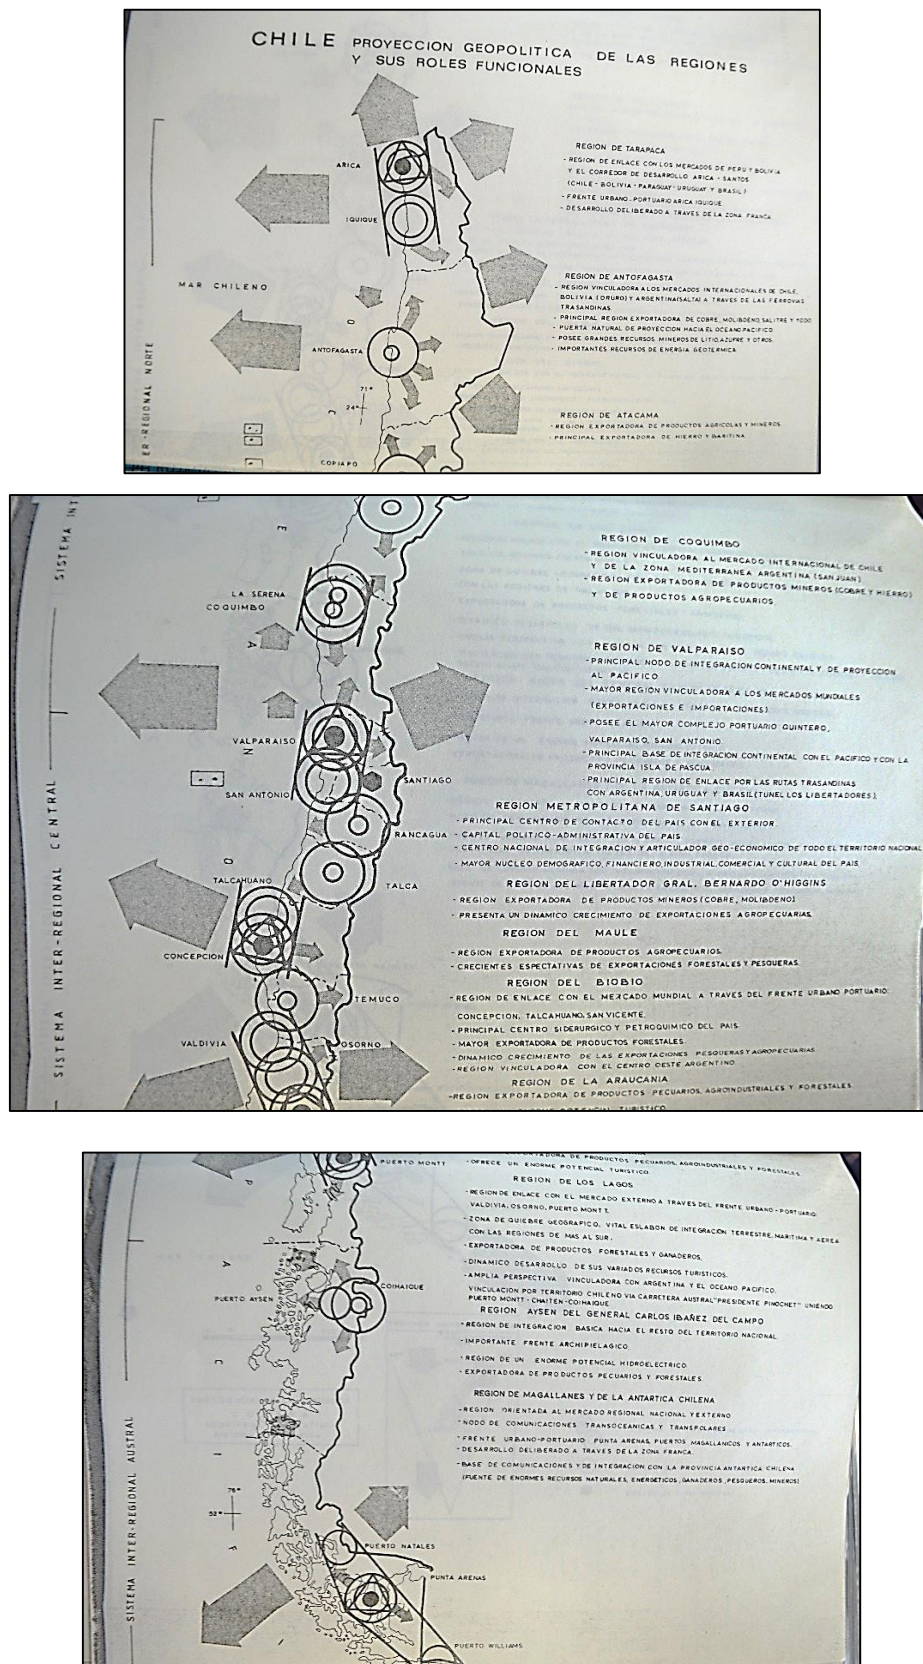 CHILE PROYECCION GEOPOLITICA DE LAS REGIONES
Y SUS ROLES FUNCIONALES
ARICA
IQUIQUE
MAR CHILENO
ANTOFAGASTA
71°
24°
COPIAPO
ER-REGIONAL NORTE
REGION DE TARAPACA
- REGION DE ENLACE CON LOS MERCADOS DE PERU Y BOLIVIA
Y EL CORREDOR DE DESARROLLO ARICA - SANTOS
(CHILE - BOLIVIA - PARAGUAY - URUGUAY Y BRASIL)
- FRENTE URBANO-PORTUARIO ARICA IQUIQUE
- DESARROLLO DELIBERADO A TRAVES DE LA ZONA FRANCA.
REGION DE ANTOFAGASTA
- REGION VINCULADORA A LOS MERCADOS INTERNACIONALES DE CHILE,
BOLIVIA (ORURO) Y ARGENTINA (SALTA) A TRAVES DE LAS FERROVIAS
TRASANDINAS.
- PRINCIPAL REGION EXPORTADORA DE COBRE, MOLIBDENO, SALITRE Y YODO
- PUERTA NATURAL DE PROYECCION HACIA EL OCEANO PACIFICO
- POSEE GRANDES RECURSOS MINEROS DE LITIO, AZUFRE Y OTROS.
- IMPORTANTES RECURSOS DE ENERGIA GEOTERMICA.
REGION DE ATACAMA
- REGION EXPORTADORA DE PRODUCTOS AGRICOLAS Y MINEROS.
- PRINCIPAL EXPORTADORA DE HIERRO Y BARITINA
O
C
SISTEMA INT
SISTEMA INTER-REGIONAL CENTRAL
E
A
N
O
LA SERENA
COQUIMBO
VALPARAISO
SAN ANTONIO
SANTIAGO
RANCAGUA
TALCA
TALCAHUANO
CONCEPCION
TEMUCO
VALDIVIA
OSORNO
REGION DE COQUIMBO
- REGION VINCULADORA AL MERCADO INTERNACIONAL DE CHILE
Y DE LA ZONA MEDITERRANEA ARGENTINA (SAN JUAN)
- REGION EXPORTADORA DE PRODUCTOS MINEROS (COBRE Y HIERRO)
Y DE PRODUCTOS AGROPECUARIOS.
REGION DE VALPARAISO
- PRINCIPAL NODO DE INTEGRACION CONTINENTAL Y DE PROYECCION
AL PACIFICO
- MAYOR REGION VINCULADORA A LOS MERCADOS MUNDIALES
(EXPORTACIONES E IMPORTACIONES)
- POSEE EL MAYOR COMPLEJO PORTUARIO QUINTERO,
VALPARAISO, SAN ANTONIO.
- PRINCIPAL BASE DE INTEGRACION CONTINENTAL CON EL PACIFICO Y CON LA
PROVINCIA ISLA DE PASCUA
- PRINCIPAL REGION DE ENLACE POR LAS RUTAS TRASANDINAS
CON ARGENTINA, URUGUAY Y BRASIL (TUNEL LOS LIBERTADORES).
REGION METROPOLITANA DE SANTIAGO
- PRINCIPAL CENTRO DE CONTACTO DEL PAIS CON EL EXTERIOR.
- CAPITAL POLITICO-ADMINISTRATIVA DEL PAIS
- CENTRO NACIONAL DE INTEGRACION Y ARTICULADOR GEO-ECONOMICO DE TODO EL TERRITORIO NACIONAL
- MAYOR NUCLEO DEMOGRAFICO, FINANCIERO, INDUSTRIAL, COMERCIAL Y CULTURAL DEL PAIS.
REGION DEL LIBERTADOR GRAL. BERNARDO O'HIGGINS
- REGION EXPORTADORA DE PRODUCTOS MINEROS (COBRE, MOLIBDENO)
- PRESENTA UN DINAMICO CRECIMIENTO DE EXPORTACIONES AGROPECUARIAS.
REGION DEL MAULE
- REGION EXPORTADORA DE PRODUCTOS AGROPECUARIOS.
- CRECIENTES ESPECTATIVAS DE EXPORTACIONES FORESTALES Y PESQUERAS.
REGION DEL BIOBIO
- REGION DE ENLACE CON EL MERCADO MUNDIAL A TRAVES DEL FRENTE URBANO PORTUARIO:
CONCEPCION, TALCAHUANO, SAN VICENTE.
- PRINCIPAL CENTRO SIDERURGICO Y PETROQUIMICO DEL PAIS
- MAYOR EXPORTADORA DE PRODUCTOS FORESTALES.
- DINAMICO CRECIMIENTO DE LAS EXPORTACIONES PESQUERAS Y AGROPECUARIAS
- REGION VINCULADORA CON EL CENTRO OESTE ARGENTINO.
REGION DE LA ARAUCANIA
- REGION EXPORTADORA DE PRODUCTOS PECUARIOS, AGROINDUSTRIALES Y FORESTALES.
SISTEMA INTER-REGIONAL AUSTRAL
P
A
C
I
F
PUERTO MONTT
PUERTO AYSEN
COIHAIQUE
76°
52°
PUERTO NATALES
PUNTA ARENAS
PUERTO WILLIAMS
PORTADORA DE PRODUCTOS PECUARIOS, AGROINDUSTRIALES Y FORESTALES
- OFRECE UN ENORME POTENCIAL TURISTICO
REGION DE LOS LAGOS
- REGION DE ENLACE CON EL MERCADO EXTERNO A TRAVES DEL FRENTE URBANO-PORTUARIO:
VALDIVIA, OSORNO, PUERTO MONTT.
- ZONA DE QUIEBRE GEOGRAFICO, VITAL ESLABON DE INTEGRACION TERRESTRE, MARITIMA Y AEREA
CON LAS REGIONES DE MAS AL SUR.
- EXPORTADORA DE PRODUCTOS FORESTALES Y GANADEROS.
- DINAMICO DESARROLLO DE SUS VARIADOS RECURSOS TURISTICOS.
- AMPLIA PERSPECTIVA VINCULADORA CON ARGENTINA Y EL OCEANO PACIFICO.
VINCULACION POR TERRITORIO CHILENO VIA CARRETERA AUSTRAL "PRESIDENTE PINOCHET" UNIENDO
PUERTO MONTT - CHAITEN - COIHAIQUE
REGION AYSEN DEL GENERAL CARLOS IBAÑEZ DEL CAMPO
- REGION DE INTEGRACION BASICA HACIA EL RESTO DEL TERRITORIO NACIONAL
- IMPORTANTE FRENTE ARCHIPIELAGICO
- REGION DE UN ENORME POTENCIAL HIDROELECTRICO.
- EXPORTADORA DE PRODUCTOS PECUARIOS Y FORESTALES
REGION DE MAGALLANES Y DE LA ANTARTICA CHILENA
- REGION ORIENTADA AL MERCADO REGIONAL NACIONAL Y EXTERNO
- NODO DE COMUNICACIONES TRANSOCEANICAS Y TRANSPOLARES
- FRENTE URBANO-PORTUARIO PUNTA ARENAS, PUERTOS MAGALLANICOS Y ANTARTICOS.
- DESARROLLO DELIBERADO A TRAVES DE LA ZONA FRANCA.
- BASE DE COMUNICACIONES Y DE INTEGRACION CON LA PROVINCIA ANTARTICA CHILENA
(FUENTE DE ENORMES RECURSOS NATURALES, ENERGETICOS, GANADEROS, PESQUEROS, MINEROS)